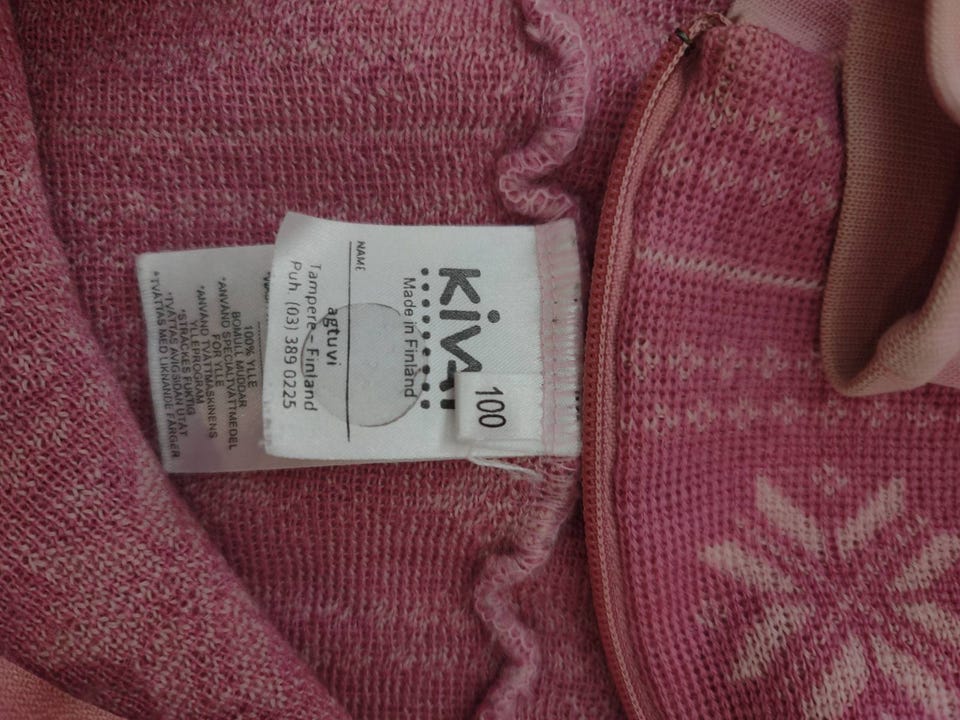 KiVAT
100
Made in Finland
NAME
agtuvi
Tampere – Finland
Puh. (03) 389 0225
100% YLLE
BOMULL MUDDAR
*ANVÄND SPECIALTVÄTTMEDEL
FÖR YLLE
*ANVÄND TVÄTTMASKINENS
YLLEPROGRAM
*STRÄCKES FUKTIG
*TVÄTTAS AVIGSIDAN UTÅT
*TVÄTTAS MED LIKNANDE FÄRGER